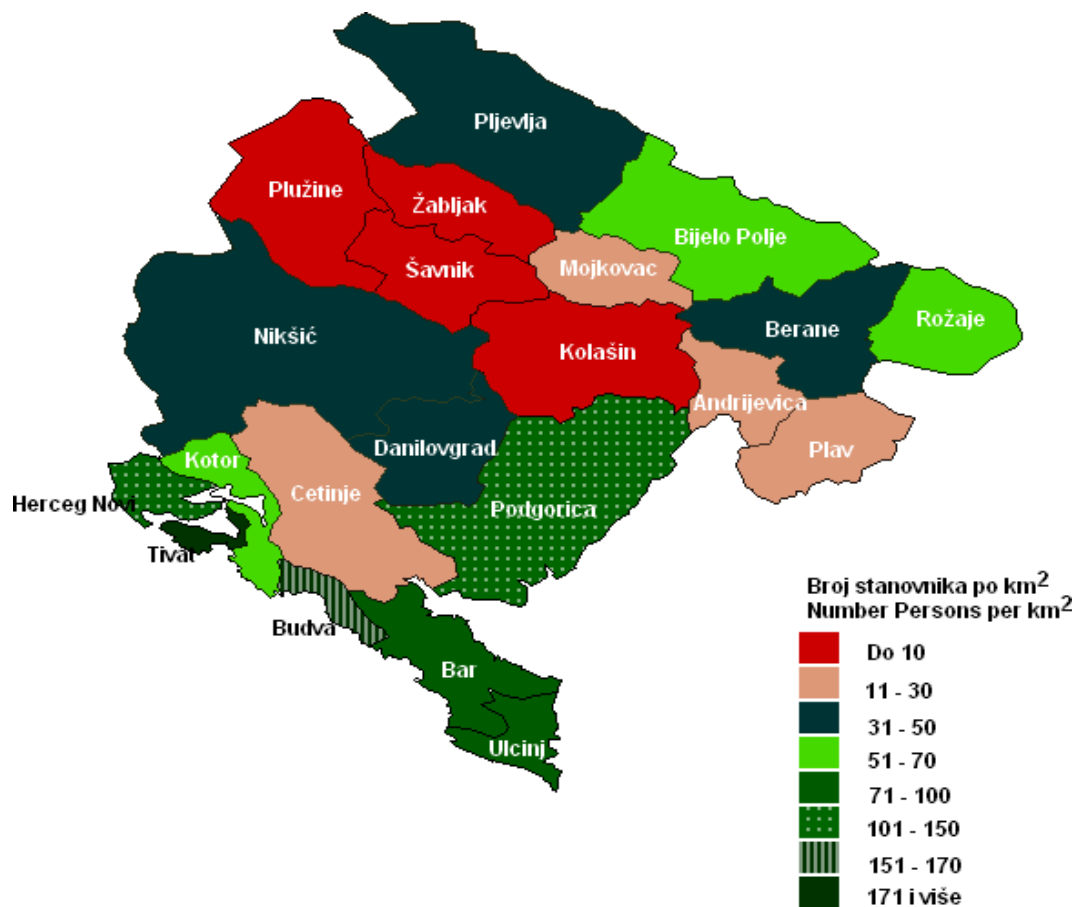 Pljevlja
Plužine
Žabljak
Bijelo Polje
Šavnik
Mojkovac
Rožaje
Nikšić
Berane
Kolašin
Andrijevica
Danilovgrad
Plav
Kotor
Cetinje
Herceg Novi
Podgorica
Tivat
Budva
Bar
Ulcinj
Broj stanovnika po km²
Number Persons per km²
Do 10
11 - 30
31 - 50
51 - 70
71 - 100
101 - 150
151 - 170
171 i više